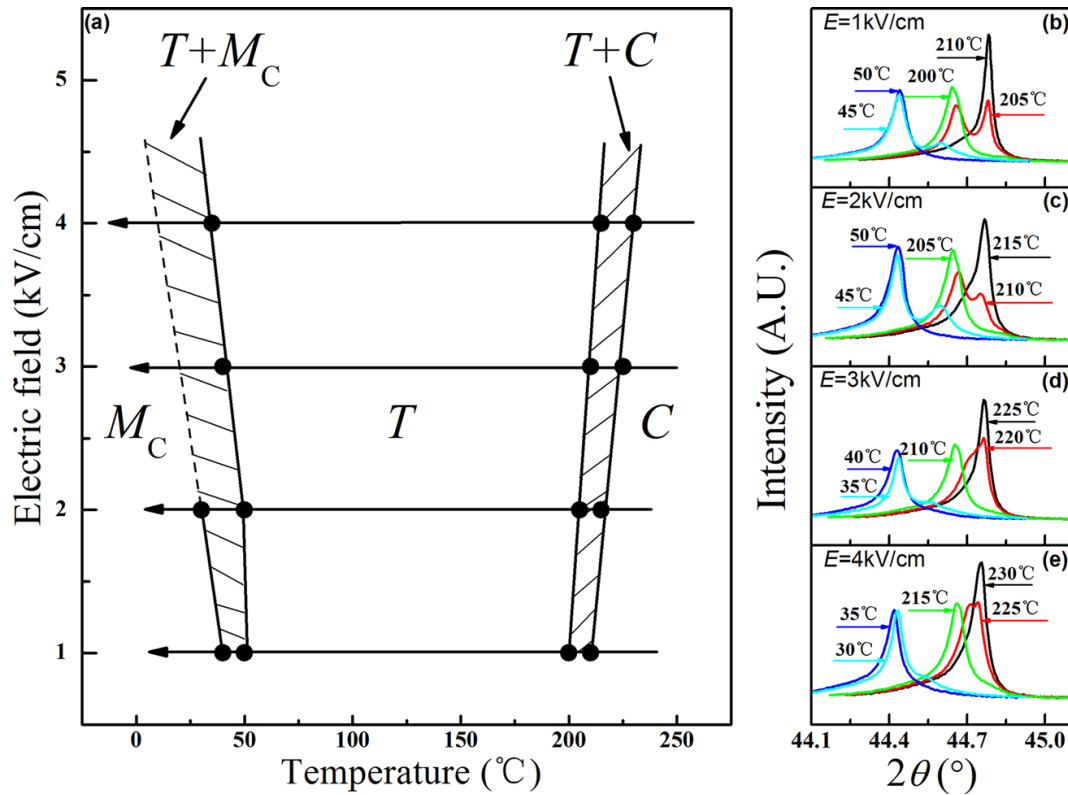 (a)
T+M_C
T+C
5
4
3
2
1
M_C
T
C
Electric field (kV/cm)
0
50
100
150
200
250
Temperature (℃)
E=1kV/cm
(b)
210℃
50℃
200℃
205℃
45℃
E=2kV/cm
(c)
50℃
205℃
215℃
210℃
45℃
E=3kV/cm
(d)
225℃
220℃
40℃
210℃
35℃
E=4kV/cm
(e)
230℃
215℃
35℃
225℃
30℃
Intensity (A.U.)
44.1
44.4
44.7
45.0
2θ (°)